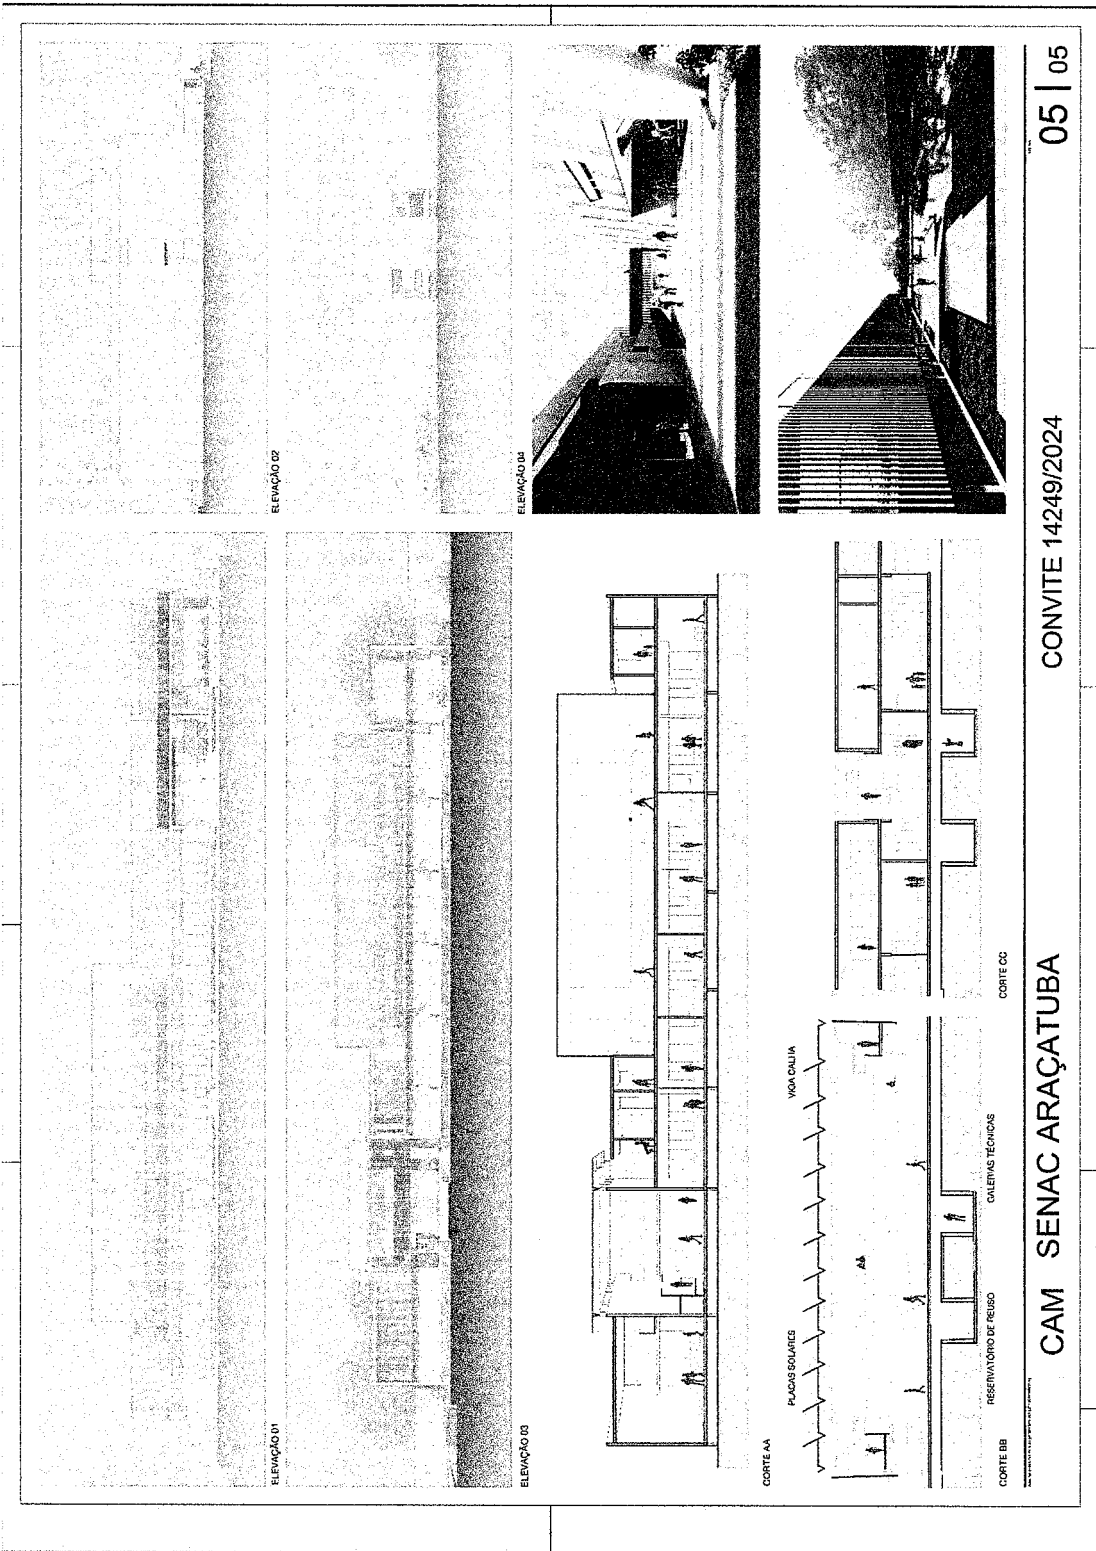 ELEVAÇÃO 01
ELEVAÇÃO 02
ELEVAÇÃO 03
ELEVAÇÃO 04
CORTE AA
PLACAS SOLARES
VIGA CALHA
RESERVATÓRIO DE REUSO
GALERIAS TÉCNICAS
CORTE BB
CORTE CC
CAM SENAC ARAÇATUBA
CONVITE 14249/2024
05 | 05